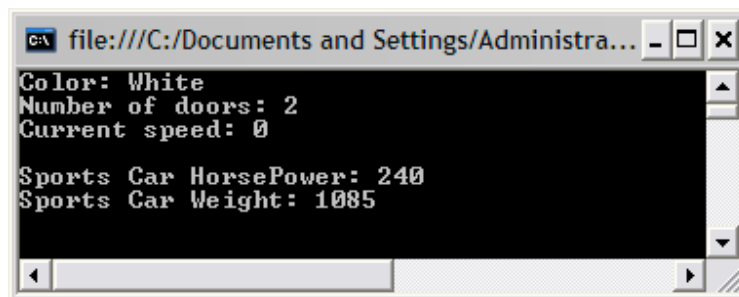 file:///C:/Documents and Settings/Administra...
Color: White
Number of doors: 2
Current speed: 0
Sports Car HorsePower: 240
Sports Car Weight: 1085